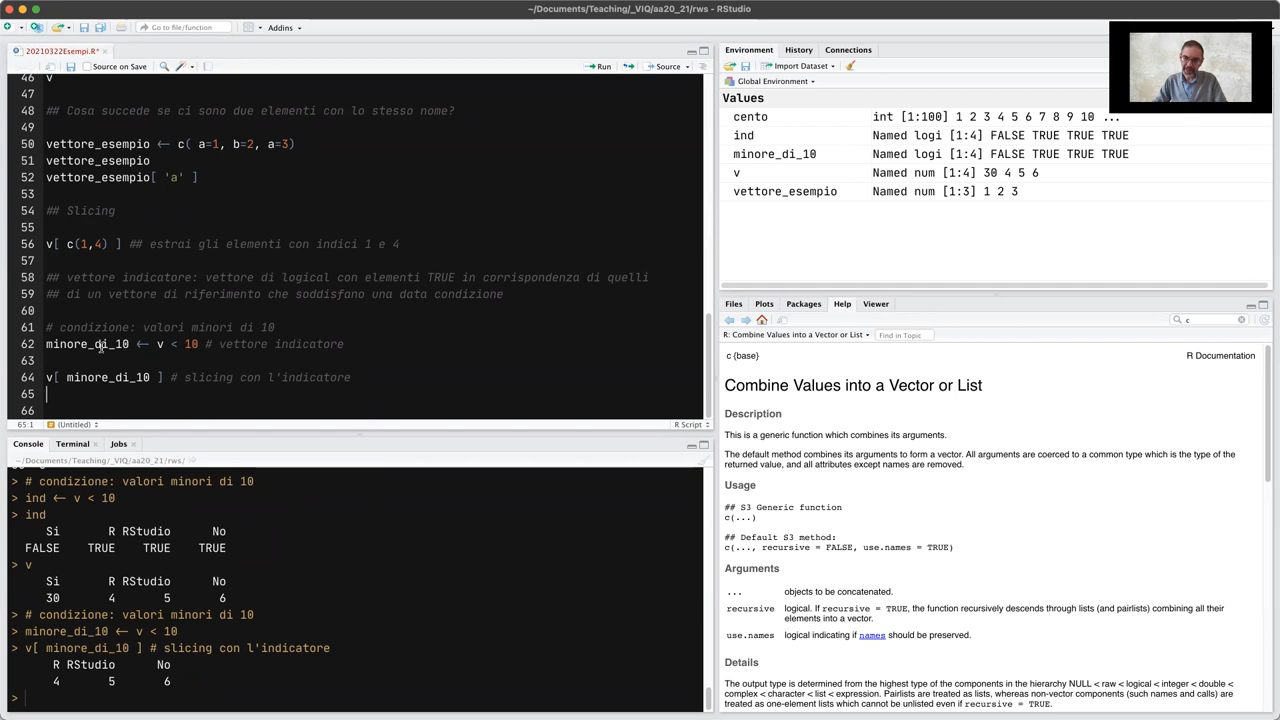 ~/Documents/Teaching/_VIQ/aa20_21/rws - RStudio
Go to file/function
Addins
20210322Esempi.R*
Source on Save
Run
Source
46 v
47
48 ## Cosa succede se ci sono due elementi con lo stesso nome?
49
50 vettore_esempio <- c( a=1, b=2, a=3)
51 vettore_esempio
52 vettore_esempio[ 'a' ]
53
54 ## Slicing
55
56 v[ c(1,4) ] ## estrai gli elementi con indici 1 e 4
57
58 ## vettore indicatore: vettore di logical con elementi TRUE in corrispondenza di quelli
59 ## di un vettore di riferimento che soddisfano una data condizione
60
61 # condizione: valori minori di 10
62 minore_di_10 <- v < 10 # vettore indicatore
63
64 v[ minore_di_10 ] # slicing con l'indicatore
65
66
65:1 (Untitled) R Script
Console Terminal Jobs
~/Documents/Teaching/_VIQ/aa20_21/rws/
> # condizione: valori minori di 10
> ind <- v < 10
> ind
Si R RStudio No
FALSE TRUE TRUE TRUE
> v
Si R RStudio No
30 4 5 6
> # condizione: valori minori di 10
> minore_di_10 <- v < 10
> v[ minore_di_10 ] # slicing con l'indicatore
R RStudio No
4 5 6
>
Environment History Connections
Import Dataset
Global Environment
Values
cento int [1:100] 1 2 3 4 5 6 7 8 9 10 ...
ind Named logi [1:4] FALSE TRUE TRUE TRUE
minore_di_10 Named logi [1:4] FALSE TRUE TRUE TRUE
v Named num [1:4] 30 4 5 6
vettore_esempio Named num [1:3] 1 2 3
Files Plots Packages Help Viewer
c
R: Combine Values into a Vector or List Find in Topic
c {base} R Documentation
Combine Values into a Vector or List
Description
This is a generic function which combines its arguments.
The default method combines its arguments to form a vector. All arguments are coerced to a common type which is the type of the
returned value, and all attributes except names are removed.
Usage
## S3 Generic function
c(...)
## Default S3 method:
c(..., recursive = FALSE, use.names = TRUE)
Arguments
... objects to be concatenated.
recursive logical. If recursive = TRUE, the function recursively descends through lists (and pairlists) combining all their
elements into a vector.
use.names logical indicating if names should be preserved.
Details
The output type is determined from the highest type of the components in the hierarchy NULL < raw < logical < integer < double <
complex < character < list < expression. Pairlists are treated as lists, whereas non-vector components (such names and calls) are
treated as one-element lists which cannot be unlisted even if recursive = TRUE.